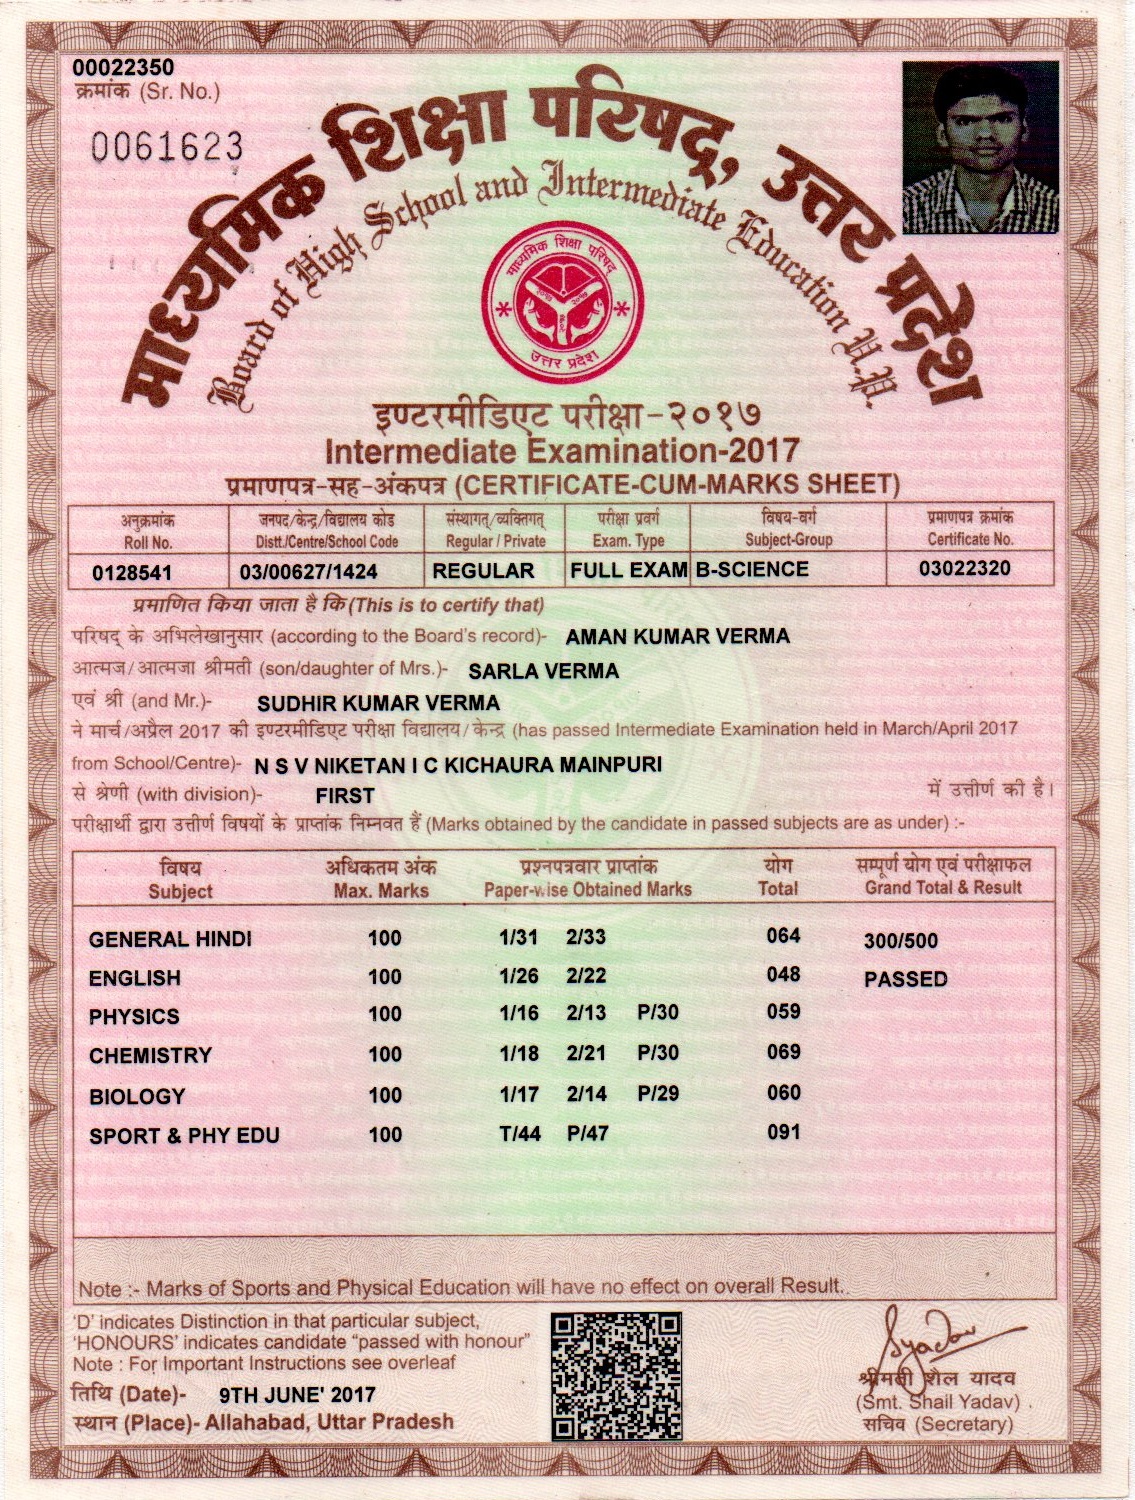 00022350
क्रमांक (Sr. No.)
0061623
माध्यमिक शिक्षा परिषद्, उत्तर प्रदेश
Board of High School and Intermediate Education U.P.
माध्यमिक शिक्षा परिषद्
उत्तर प्रदेश
इण्टरमीडिएट परीक्षा-२०१७
Intermediate Examination-2017
प्रमाणपत्र-सह-अंकपत्र (CERTIFICATE-CUM-MARKS SHEET)
अनुक्रमांक जनपद/केन्द्र/विद्यालय कोड संस्थागत्/व्यक्तिगत् परीक्षा प्रवर्ग विषय-वर्ग प्रमाणपत्र क्रमांक
Roll No. Distt./Centre/School Code Regular / Private Exam. Type Subject-Group Certificate No.
0128541 03/00627/1424 REGULAR FULL EXAM B-SCIENCE 03022320
प्रमाणित किया जाता है कि (This is to certify that)
परिषद् के अभिलेखानुसार (according to the Board's record)- AMAN KUMAR VERMA
आत्मज/आत्मजा श्रीमती (son/daughter of Mrs.)- SARLA VERMA
एवं श्री (and Mr.)- SUDHIR KUMAR VERMA
ने मार्च/अप्रैल 2017 की इण्टरमीडिएट परीक्षा विद्यालय/केन्द्र (has passed Intermediate Examination held in March/April 2017
from School/Centre)- N S V NIKETAN I C KICHAURA MAINPURI
से श्रेणी (with division)- FIRST में उत्तीर्ण की है।
परीक्षार्थी द्वारा उत्तीर्ण विषयों के प्राप्तांक निम्नवत हैं (Marks obtained by the candidate in passed subjects are as under) :-
विषय अधिकतम अंक प्रश्नपत्रवार प्राप्तांक योग सम्पूर्ण योग एवं परीक्षाफल
Subject Max. Marks Paper-wise Obtained Marks Total Grand Total & Result
GENERAL HINDI 100 1/31 2/33 064 300/500
ENGLISH 100 1/26 2/22 048 PASSED
PHYSICS 100 1/16 2/13 P/30 059
CHEMISTRY 100 1/18 2/21 P/30 069
BIOLOGY 100 1/17 2/14 P/29 060
SPORT & PHY EDU 100 T/44 P/47 091
Note :- Marks of Sports and Physical Education will have no effect on overall Result.
'D' indicates Distinction in that particular subject,
'HONOURS' indicates candidate "passed with honour"
Note : For Important Instructions see overleaf
तिथि (Date)- 9TH JUNE' 2017
स्थान (Place)- Allahabad, Uttar Pradesh
Syadav
श्रीमती शैल यादव
(Smt. Shail Yadav)
सचिव (Secretary)